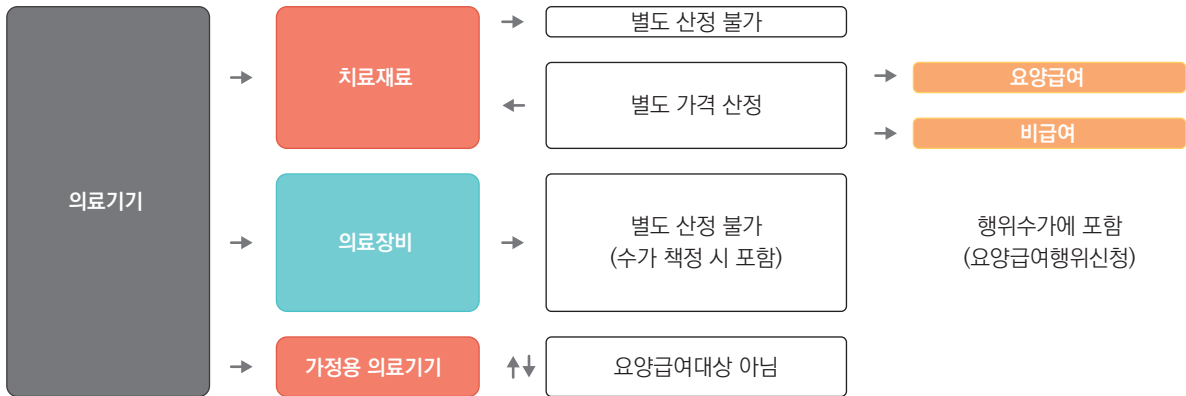 의료기기
치료재료
별도 산정 불가
별도 가격 산정
요양급여
비급여
의료장비
별도 산정 불가
(수가 책정 시 포함)
행위수가에 포함
(요양급여행위신청)
가정용 의료기기
요양급여대상 아님